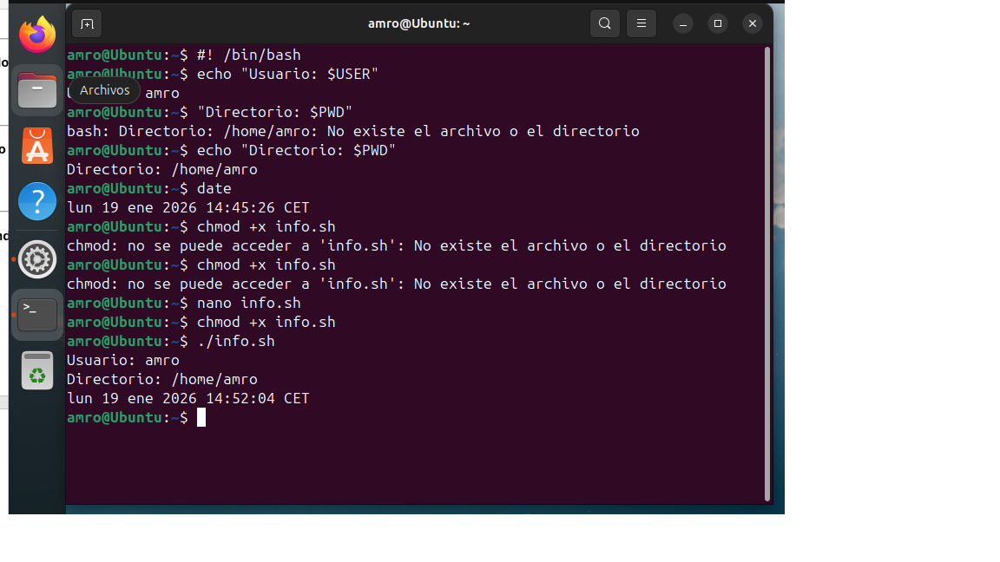 amro@Ubuntu: ~
amro@Ubuntu:~$ #! /bin/bash
amro@Ubuntu:~$ echo "Usuario: $USER"
amro
Archivos
amro@Ubuntu:~$ "Directorio: $PWD"
bash: Directorio: /home/amro: No existe el archivo o el directorio
amro@Ubuntu:~$ echo "Directorio: $PWD"
Directorio: /home/amro
amro@Ubuntu:~$ date
lun 19 ene 2026 14:45:26 CET
amro@Ubuntu:~$ chmod +x info.sh
chmod: no se puede acceder a 'info.sh': No existe el archivo o el directorio
amro@Ubuntu:~$ chmod +x info.sh
chmod: no se puede acceder a 'info.sh': No existe el archivo o el directorio
amro@Ubuntu:~$ nano info.sh
amro@Ubuntu:~$ chmod +x info.sh
amro@Ubuntu:~$ ./info.sh
Usuario: amro
Directorio: /home/amro
lun 19 ene 2026 14:52:04 CET
amro@Ubuntu:~$